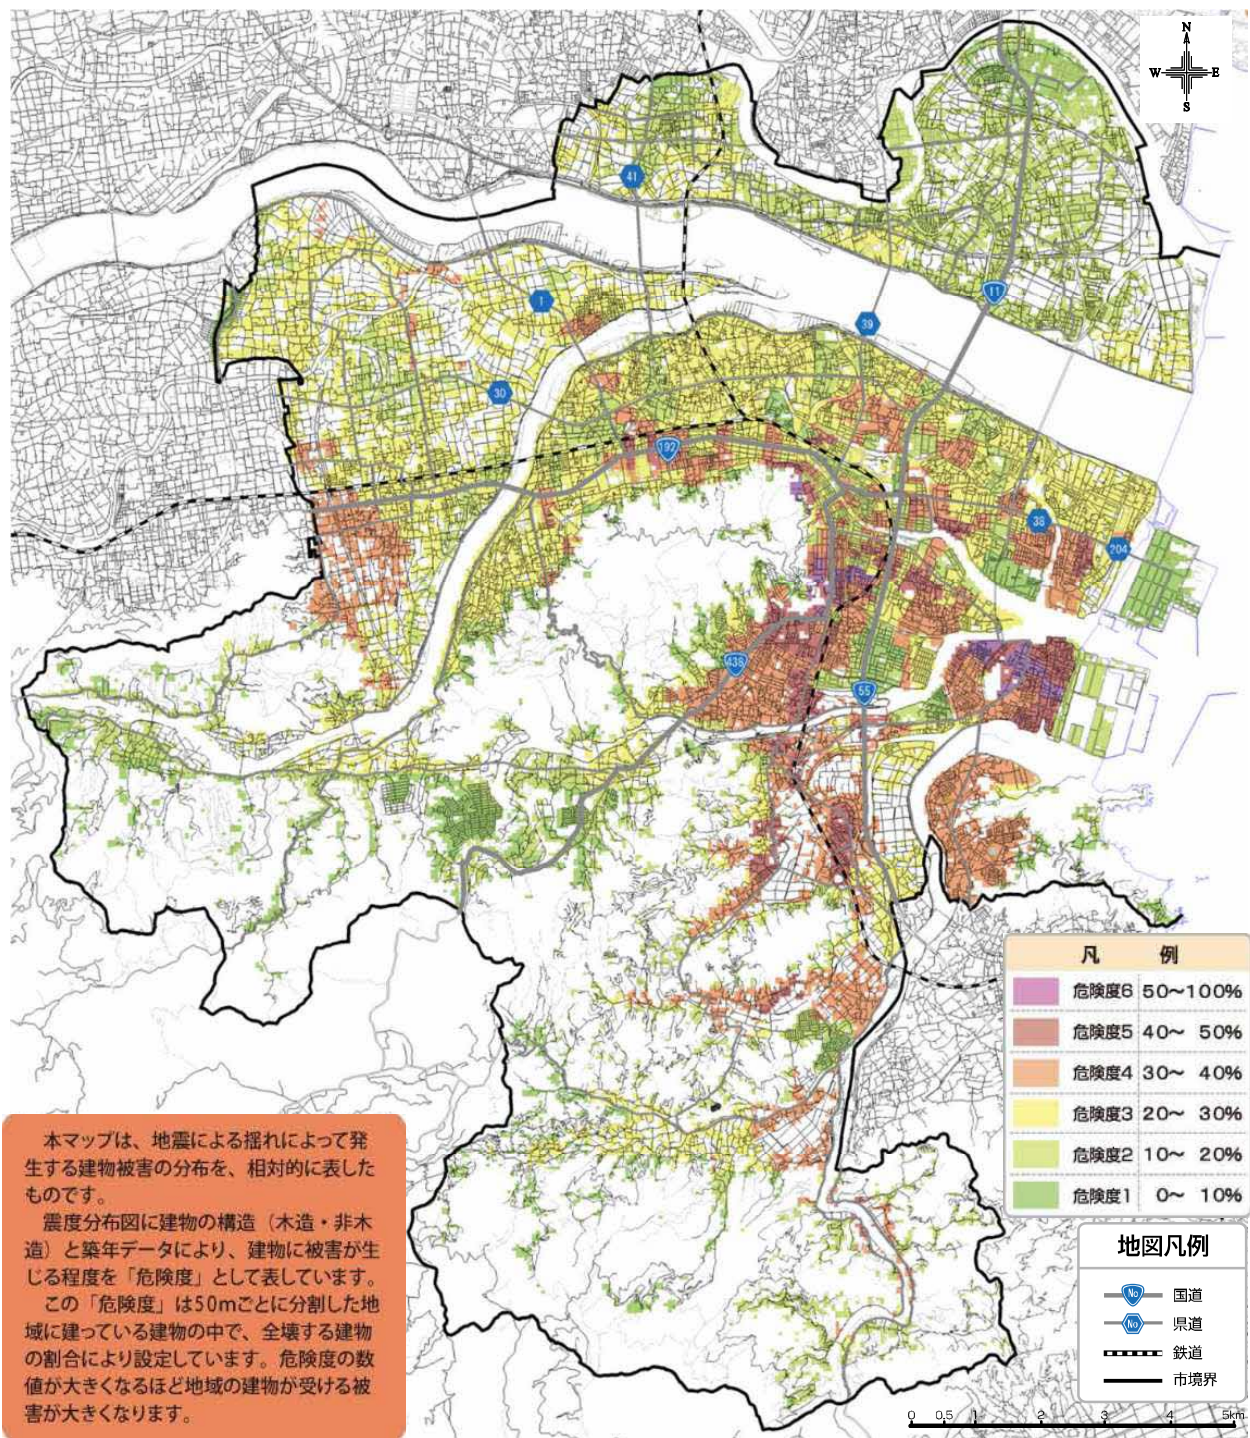 N
W E
S
41
11
1
39
30
192
38
204
438
55
凡 例
危険度6 50～100%
危険度5 40～ 50%
危険度4 30～ 40%
危険度3 20～ 30%
危険度2 10～ 20%
危険度1 0～ 10%
本マップは、地震による揺れによって発
生する建物被害の分布を、相対的に表した
ものです。
震度分布図に建物の構造（木造・非木
造）と築年データにより、建物に被害が生
じる程度を「危険度」として表しています。
この「危険度」は50mごとに分割した地
域に建っている建物の中で、全壊する建物
の割合により設定しています。危険度の数
値が大きくなるほど地域の建物が受ける被
害が大きくなります。
地図凡例
No 国道
No 県道
鉄道
市境界
0 0.5 1 2 3 4 5km